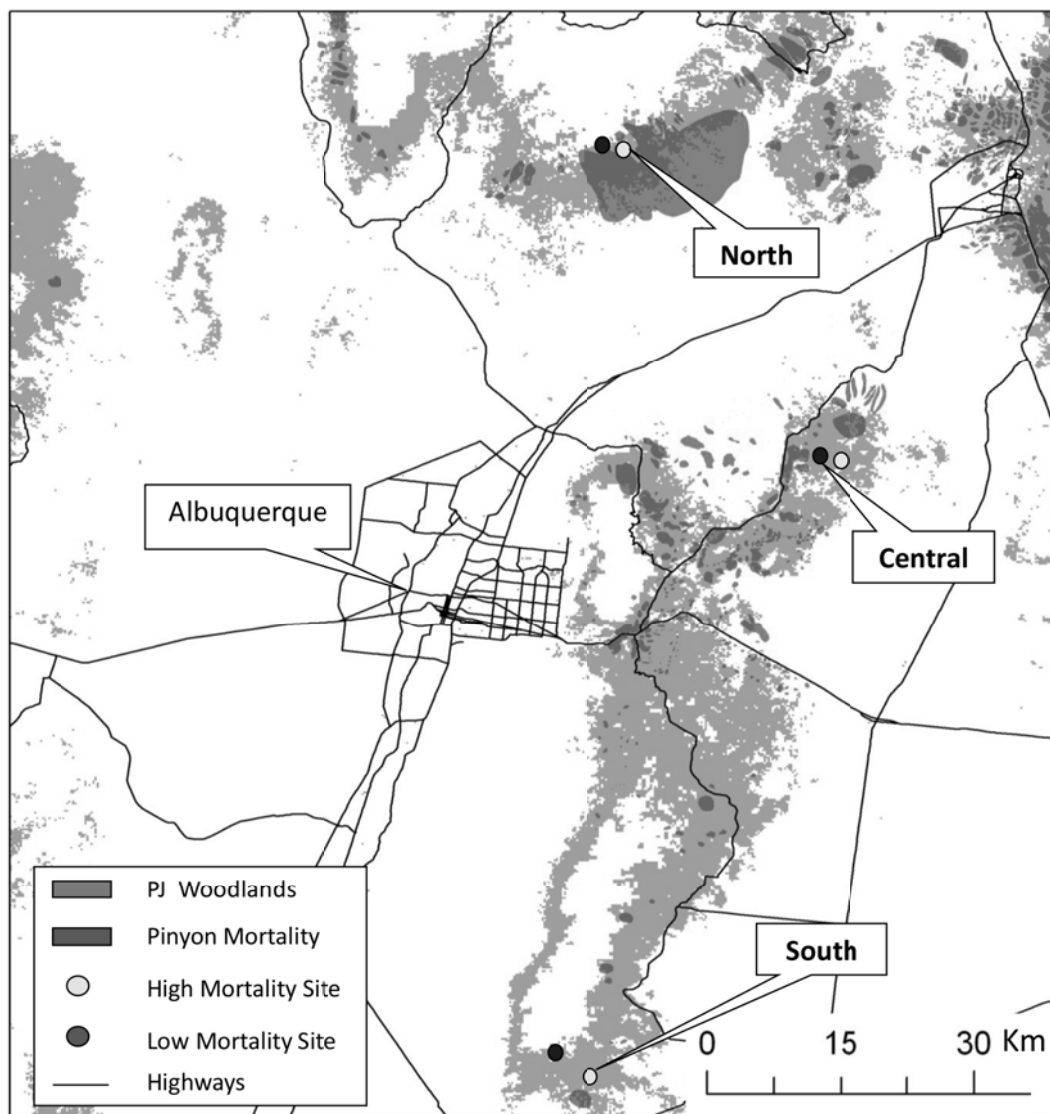 North
Albuquerque
Central
South
PJ Woodlands
Pinyon Mortality
High Mortality Site
Low Mortality Site
Highways
0 15 30 Km